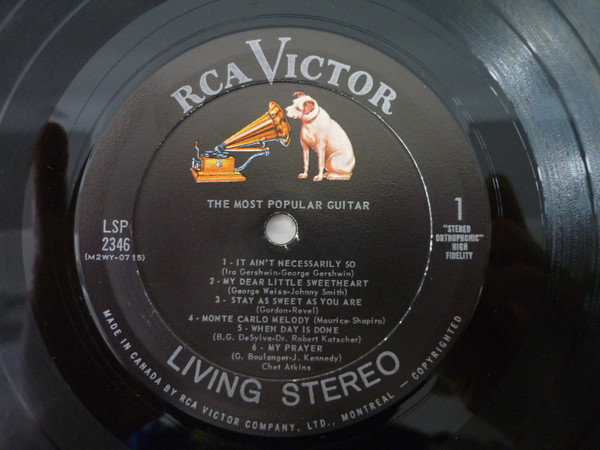 RCA VICTOR
THE MOST POPULAR GUITAR
LSP
2346
(M2WY-0715)
1
"STEREO
ORTHOPHONIC"
HIGH
FIDELITY
1 - IT AIN'T NECESSARILY SO
(Ira Gershwin-George Gershwin)
2 - MY DEAR LITTLE SWEETHEART
(George Weiss-Johnny Smith)
3 - STAY AS SWEET AS YOU ARE
(Gordon-Revel)
4 - MONTE CARLO MELODY (Maurice-Shapiro)
5 - WHEN DAY IS DONE
(B.G. DeSylva-Dr. Robert Katscher)
6 - MY PRAYER
(G. Boulanger-J. Kennedy)
Chet Atkins
LIVING STEREO
MADE IN CANADA BY RCA VICTOR COMPANY, LTD., MONTREAL - COPYRIGHTED